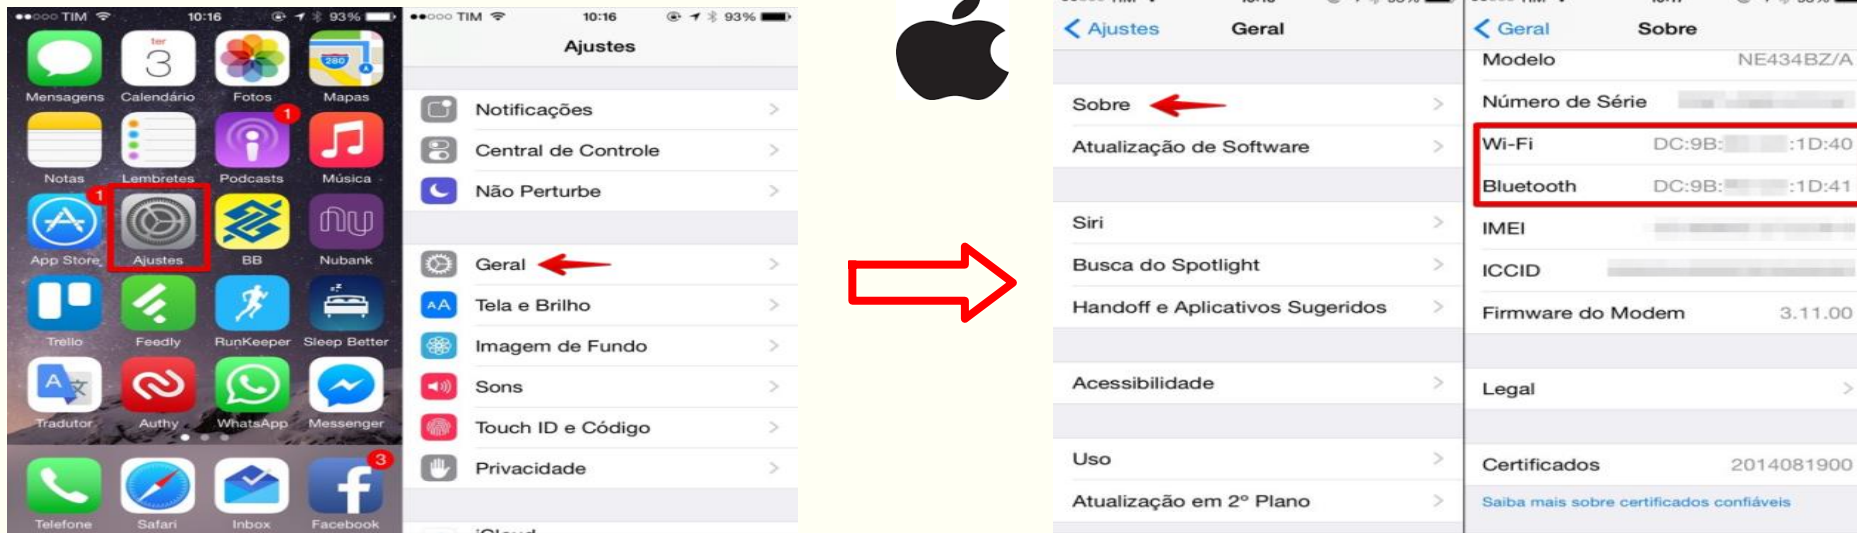 TIM 10:16 93%
Mensagens Calendário Fotos Mapas
ter
3
280
1
Notas Lembretes Podcasts Música
1
App Store Ajustes BB Nubank
nu
Trello Feedly RunKeeper Sleep Better
A
Tradutor Authy WhatsApp Messenger
3
Telefone Safari Inbox Facebook
TIM 10:16 93%
Ajustes
Notificações
Central de Controle
Não Perturbe
Geral
AA Tela e Brilho
Imagem de Fundo
Sons
Touch ID e Código
Privacidade
Ajustes Geral
Sobre
Atualização de Software
Siri
Busca do Spotlight
Handoff e Aplicativos Sugeridos
Acessibilidade
Uso
Atualização em 2º Plano
Geral Sobre
Modelo NE434BZ/A
Número de Série
Wi-Fi DC:9B: :1D:40
Bluetooth DC:9B: :1D:41
IMEI
ICCID
Firmware do Modem 3.11.00
Legal
Certificados 2014081900
Saiba mais sobre certificados confiáveis